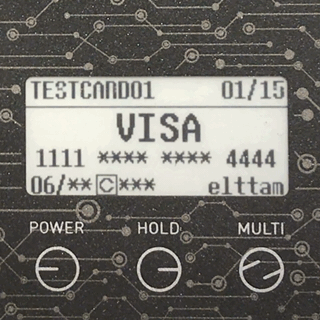 TESTCARD01 01/15
VISA
1111 **** **** 4444
06/** C *** elttam
POWER HOLD MULTI